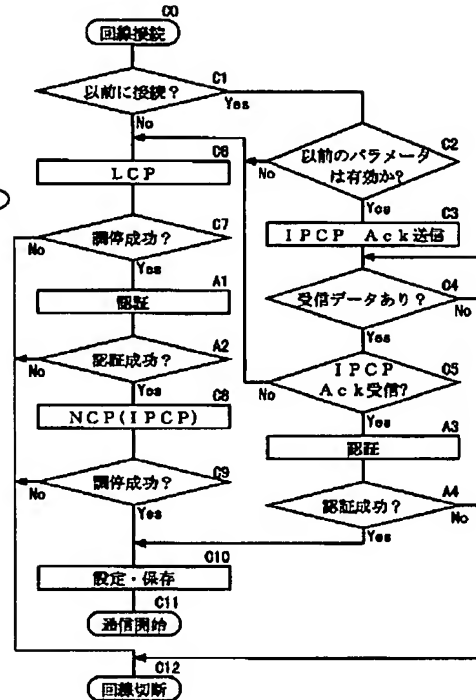 C0
回線接続
C1
以前に接続？
Yes
No
C2
以前のパラメータ
は有効か？
No
Yes
C6
LCP
C3
IPCP Ack送信
C7
調停成功？
No
Yes
C4
受信データあり？
No
Yes
A1
認証
C5
IPCP
Ack受信？
No
Yes
A2
認証成功？
No
Yes
C8
NCP(IPCP)
A3
認証
C9
調停成功？
No
Yes
A4
認証成功？
No
Yes
C10
設定・保存
C11
通信開始
C12
回線切断